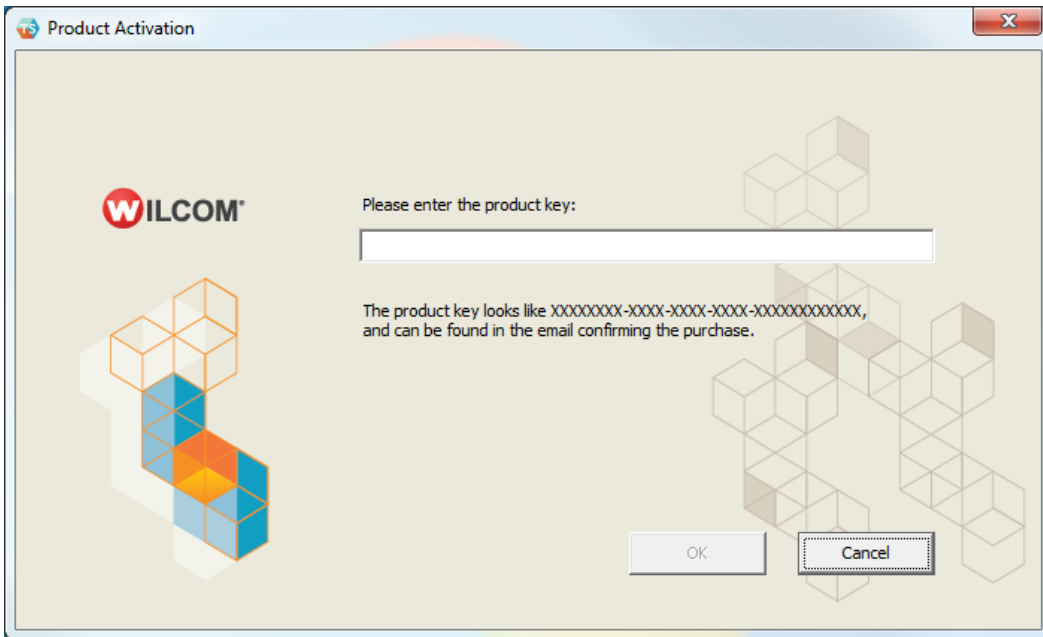 TS Product Activation
WILCOM®
Please enter the product key:
The product key looks like XXXXXXXX-XXXX-XXXX-XXXX-XXXXXXXXXXXX,
and can be found in the email confirming the purchase.
OK
Cancel